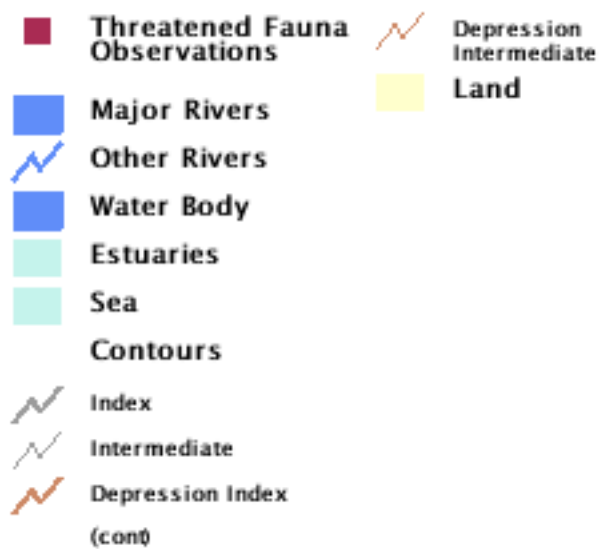 Threatened Fauna
Observations
Major Rivers
Other Rivers
Water Body
Estuaries
Sea
Contours
Index
Intermediate
Depression Index
(cont)
Depression
Intermediate
Land